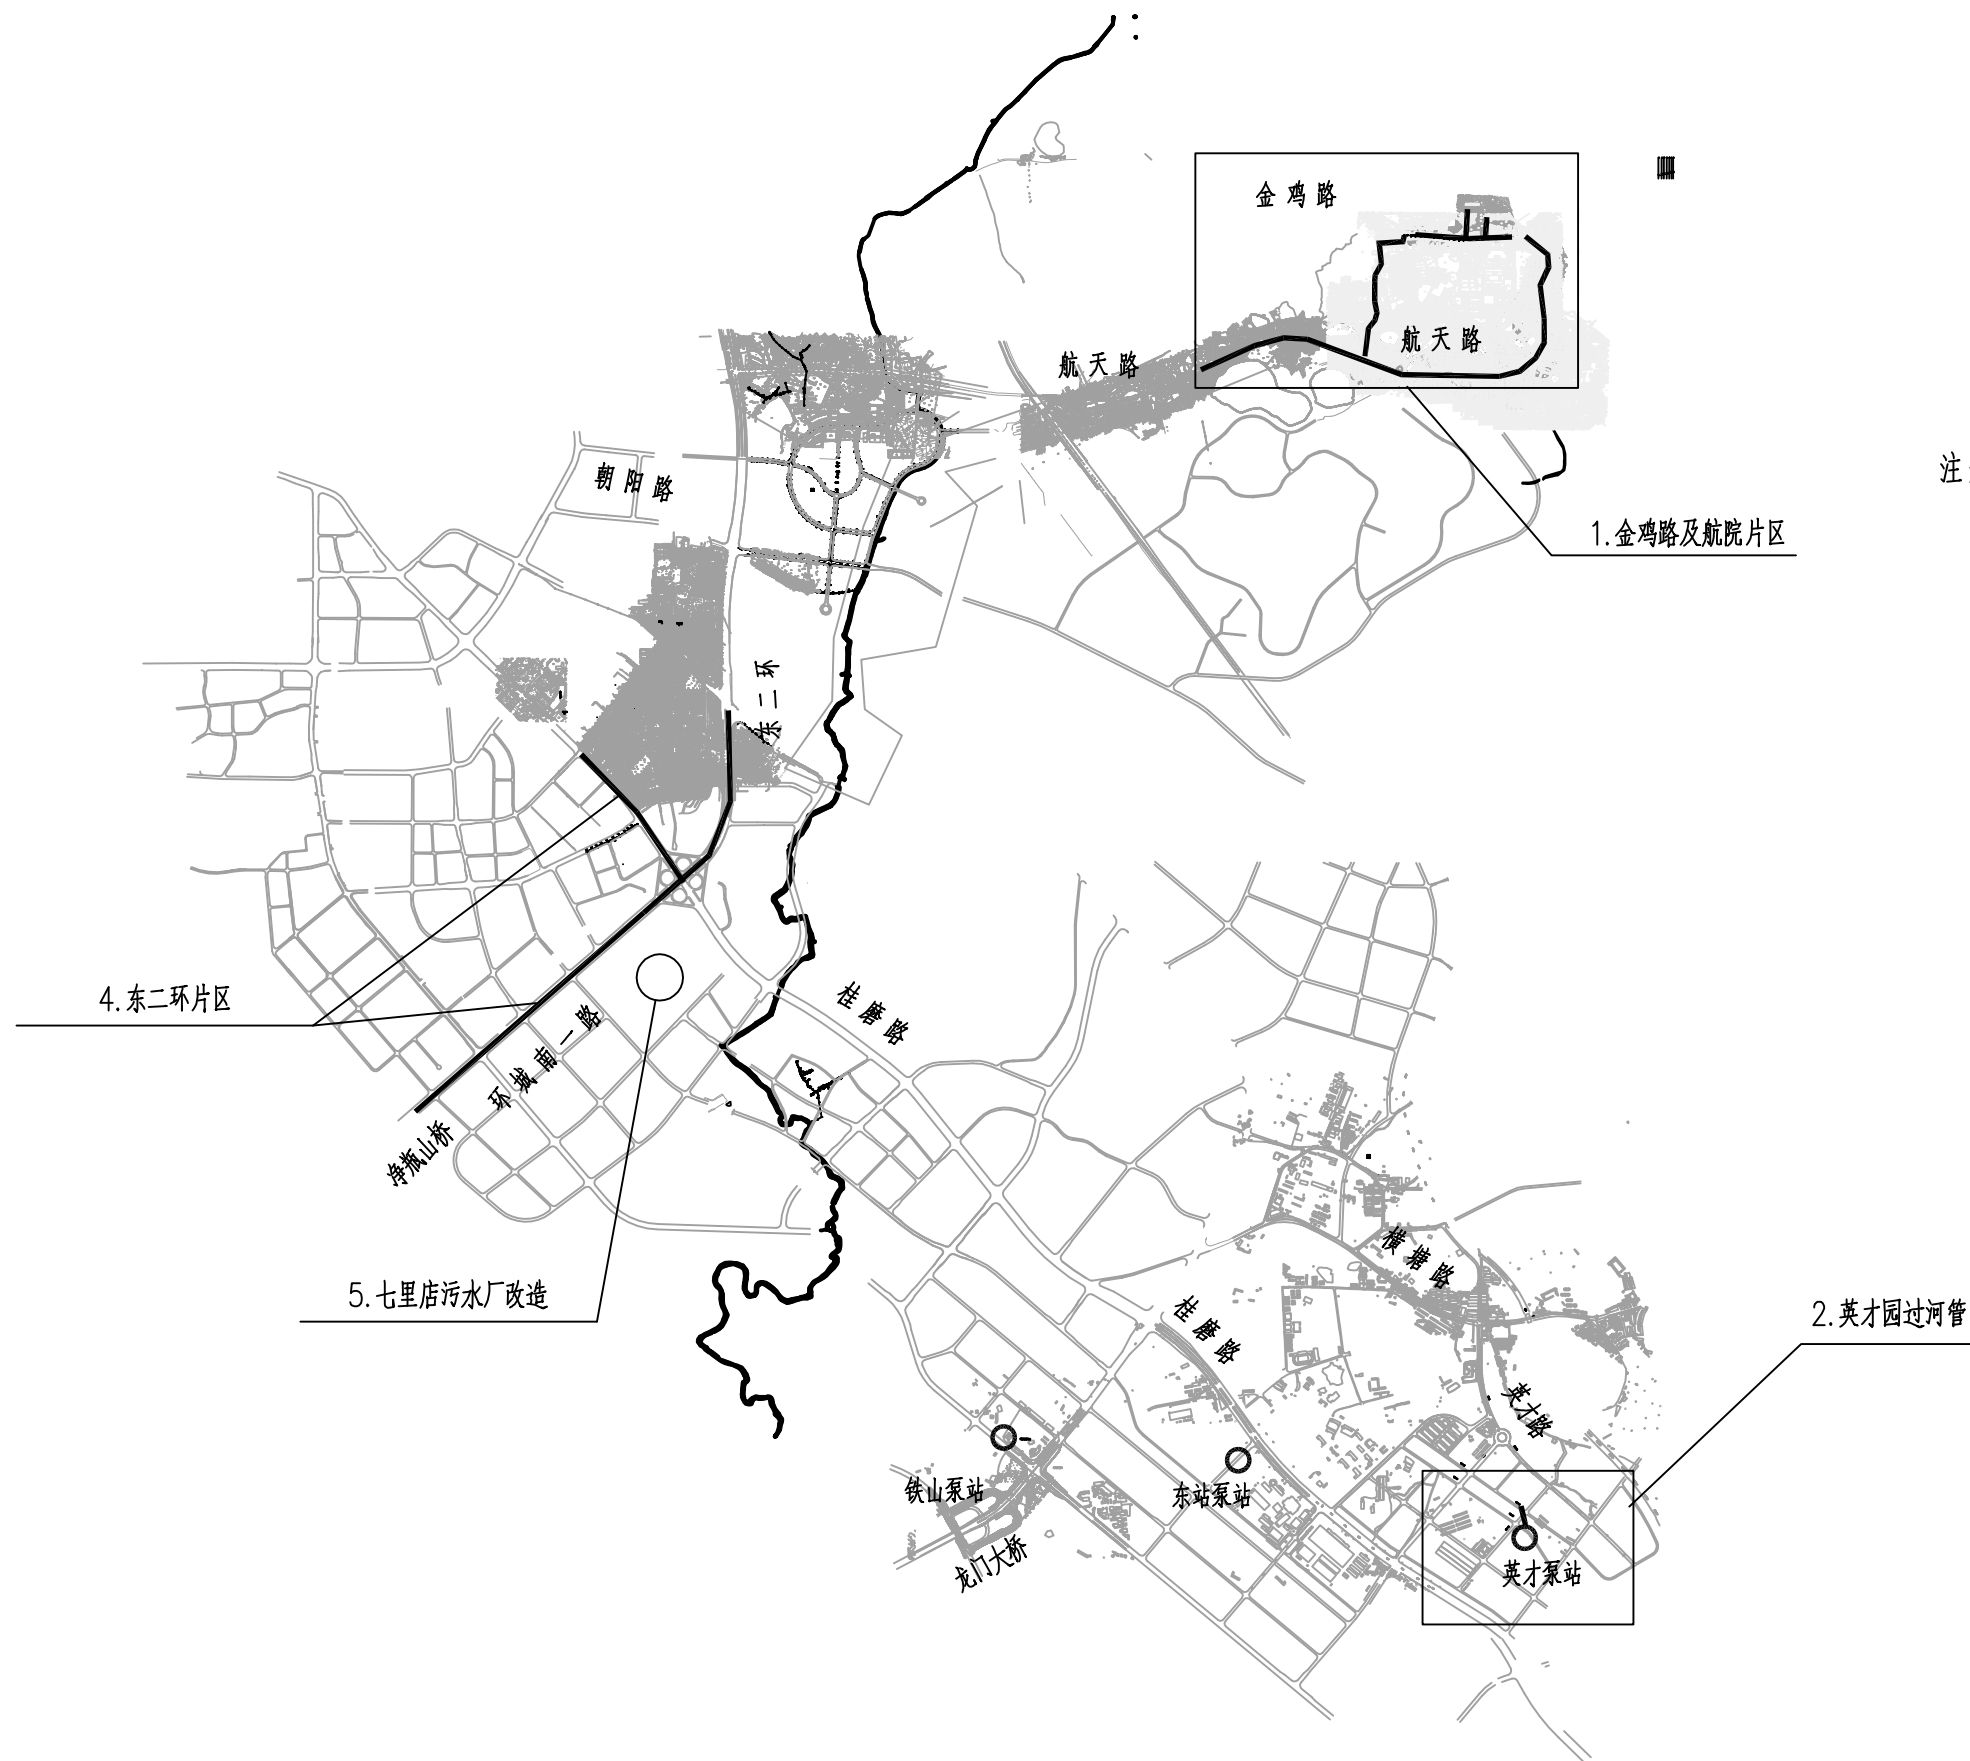 金鸡路
航天路
航天路
朝阳路
注:
1.金鸡路及航院片区
东二环
4.东二环片区
桂磨路
环城南一路
净瓶山桥
横塘路
5.七里店污水厂改造
桂磨路
2.英才园过河管
英才路
铁山泵站
东站泵站
龙门大桥
英才泵站